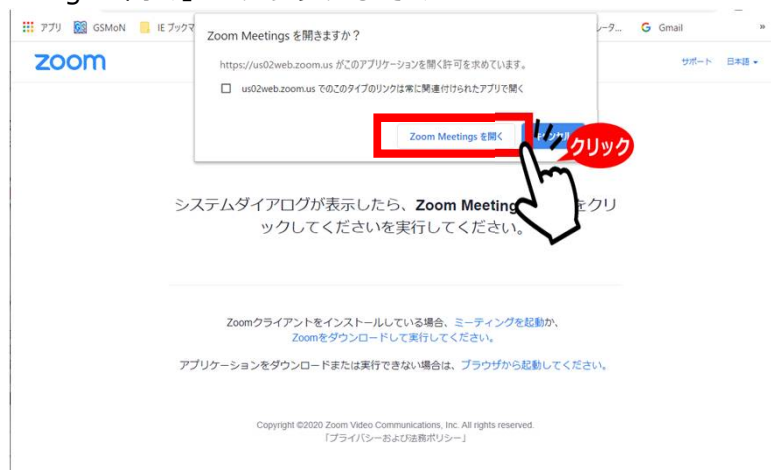 アプリ GSMoN IE ブックマ Gmail »
zoom
サポート 日本語
Zoom Meetings を開きますか？
https://us02web.zoom.us がこのアプリケーションを開く許可を求めています。
us02web.zoom.us でのこのタイプのリンクは常に関連付けられたアプリで開く
Zoom Meetings を開く
クリック
システムダイアログが表示したら、Zoom Meeting をクリ
ックしてくださいを実行してください。
Zoomクライアントをインストールしている場合、ミーティングを起動か、
Zoomをダウンロードして実行してください。
アプリケーションをダウンロードまたは実行できない場合は、ブラウザから起動してください。
Copyright ©2020 Zoom Video Communications, Inc. All rights reserved.
「プライバシーおよび法務ポリシー」